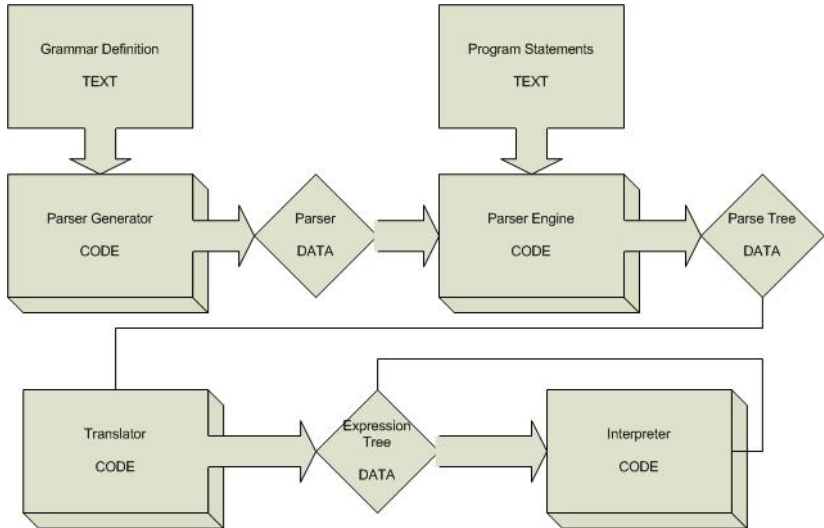 Grammar Definition
TEXT
Program Statements
TEXT
Parser Generator
CODE
Parser
DATA
Parser Engine
CODE
Parse Tree
DATA
Translator
CODE
Expression
Tree
DATA
Interpreter
CODE